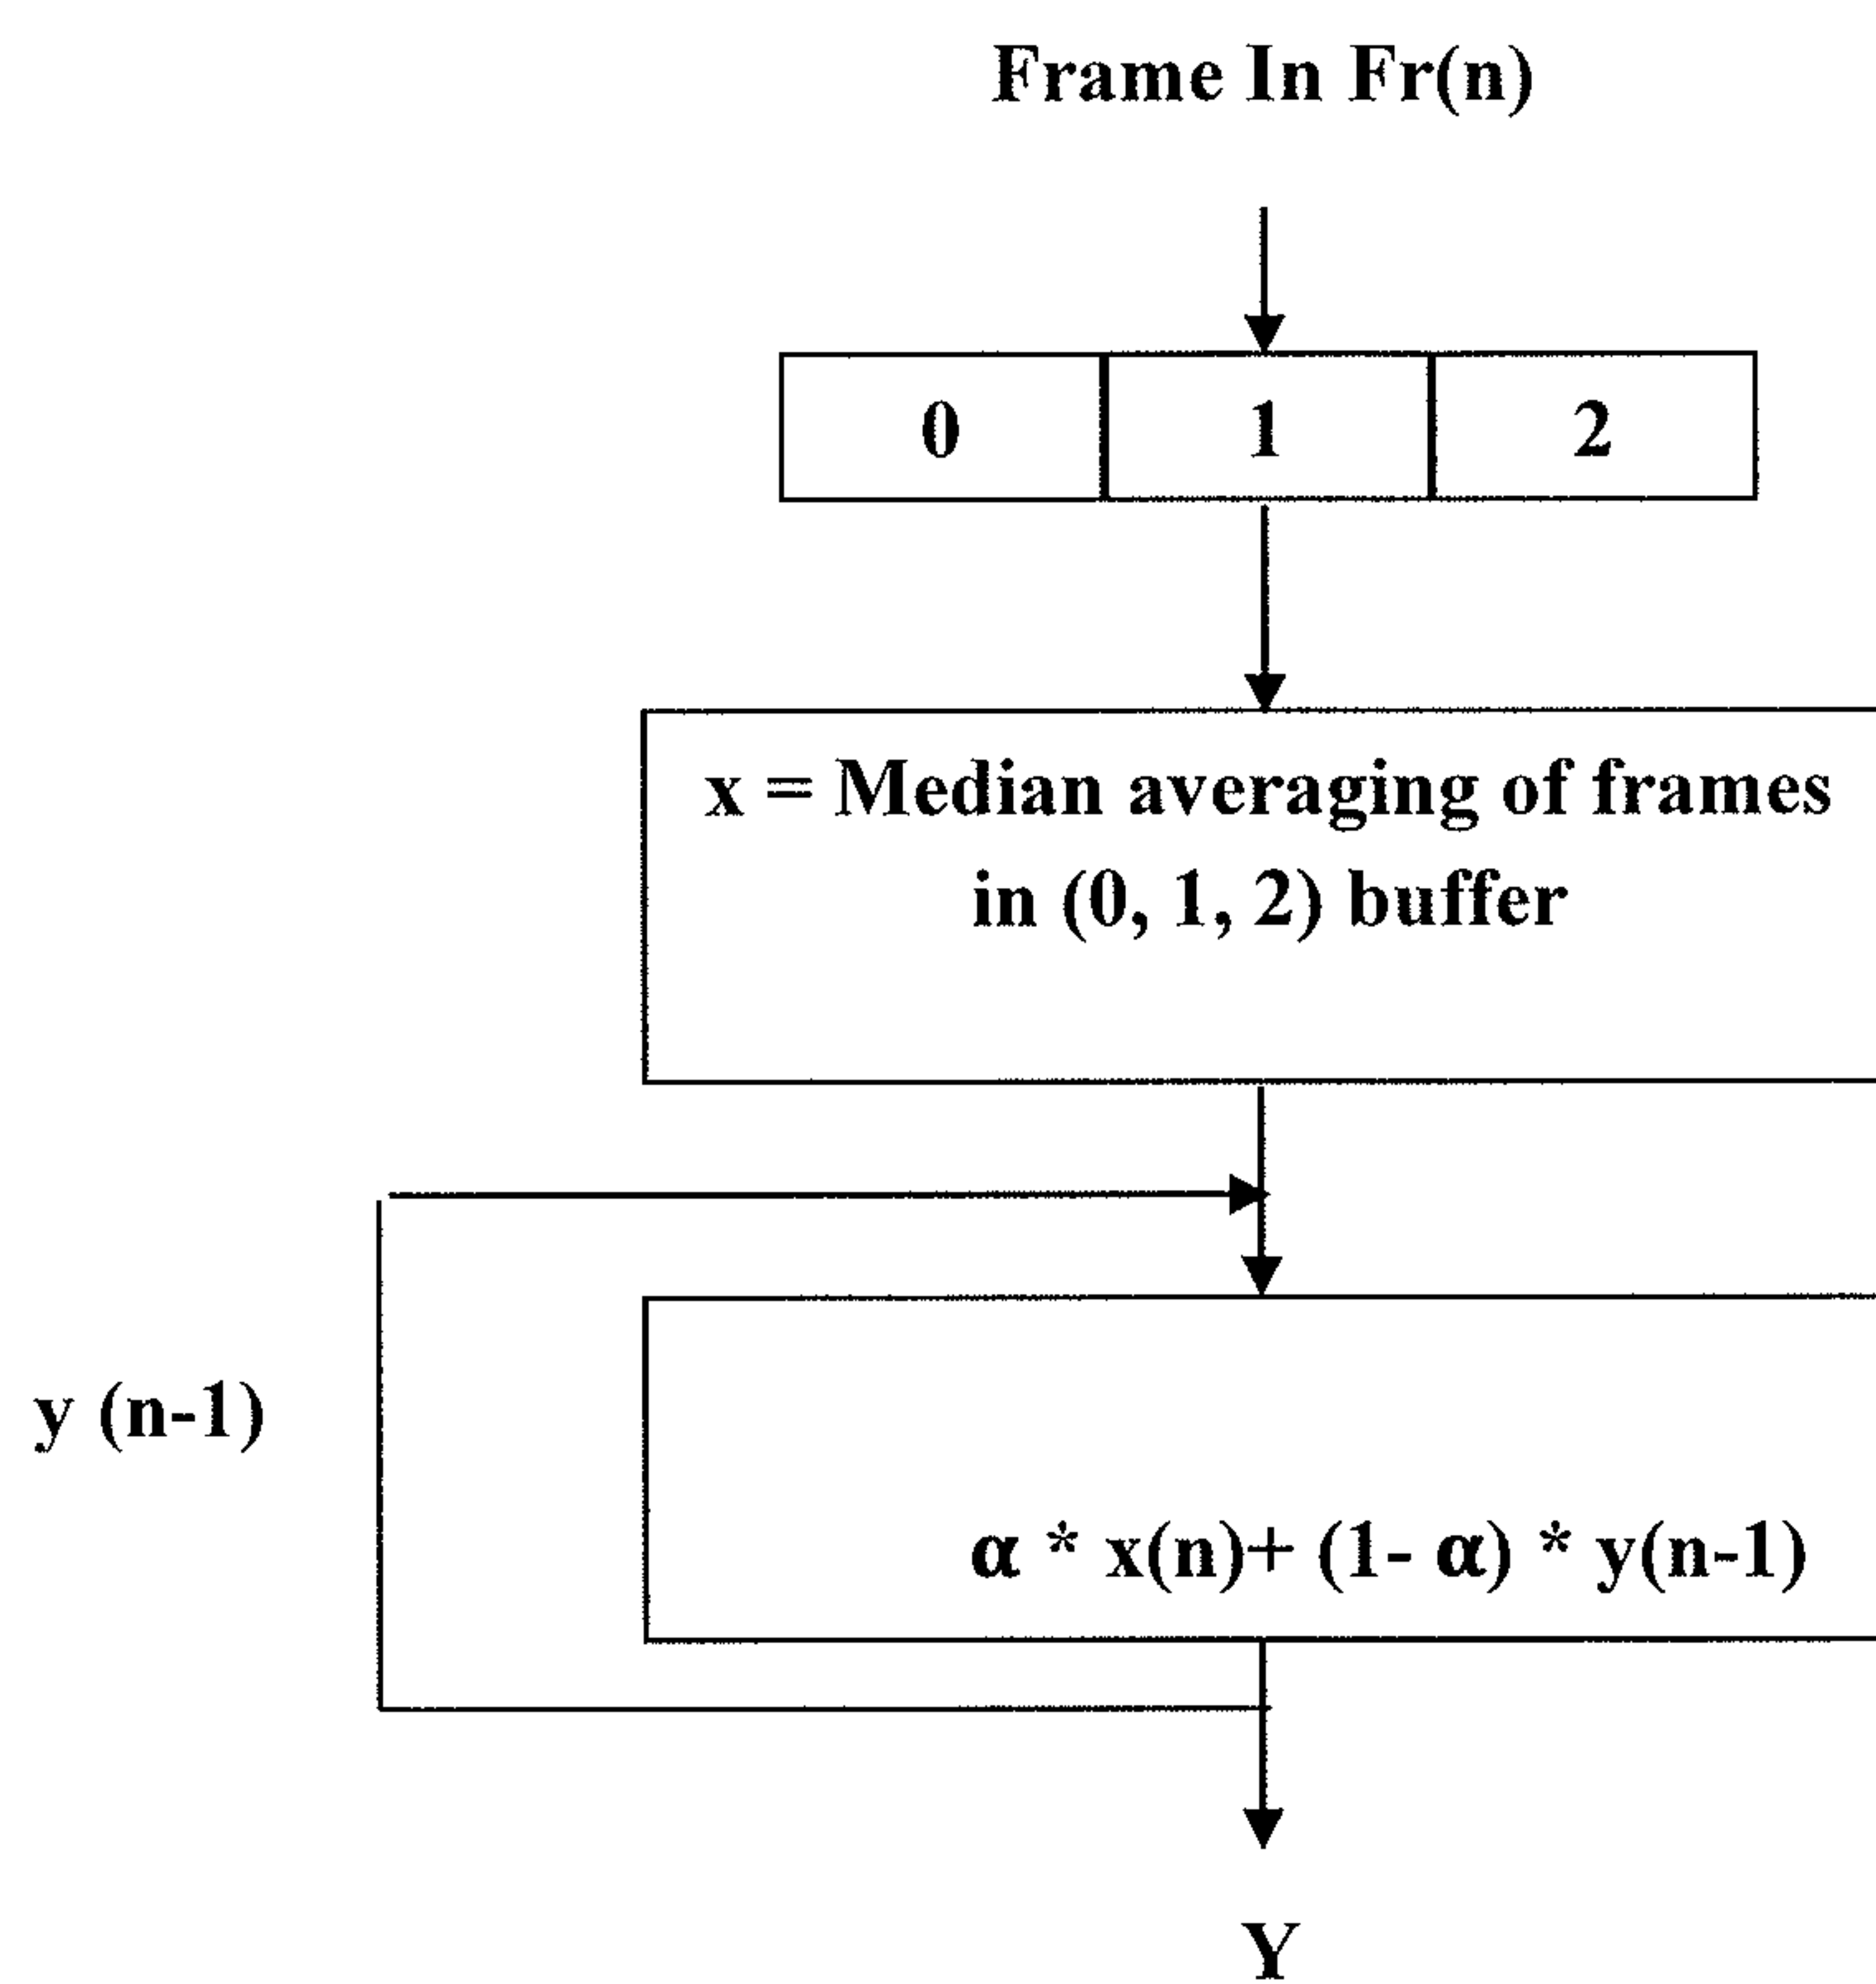 Frame In Fr(n)
0 1 2
x = Median averaging of frames
in (0, 1, 2) buffer
y (n-1)
α * x(n)+ (1- α) * y(n-1)
Y